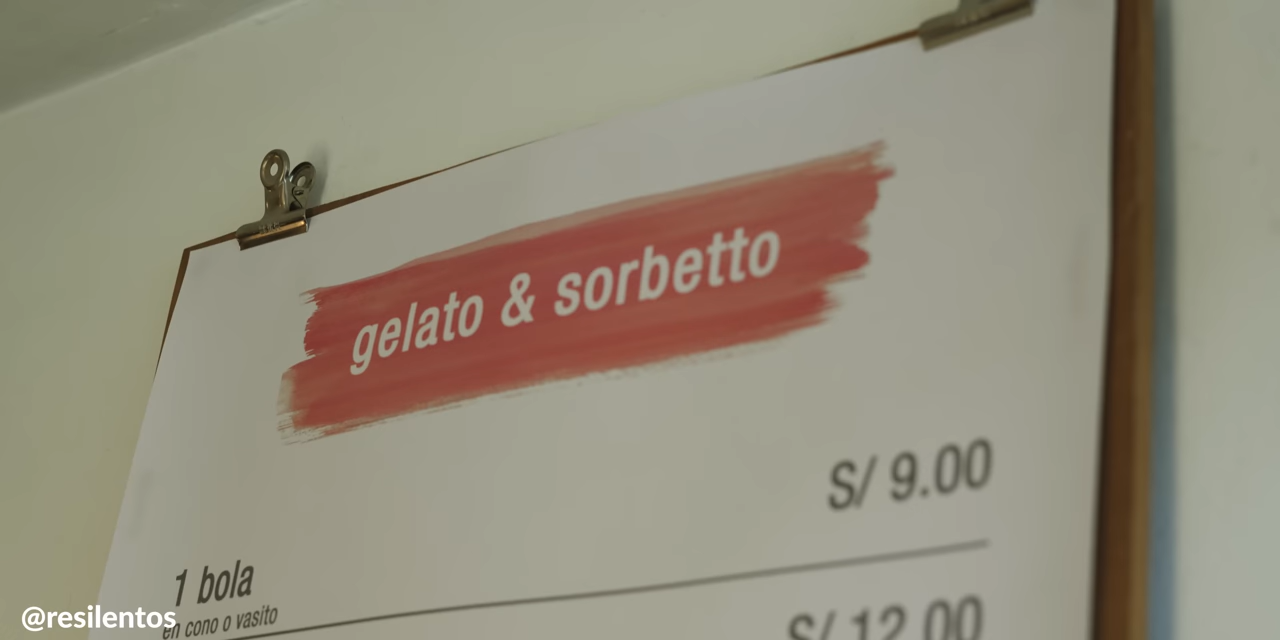 gelato & sorbetto
S/ 9.00
1 bola
en cono o vasito
S/ 12.00
@resilentos